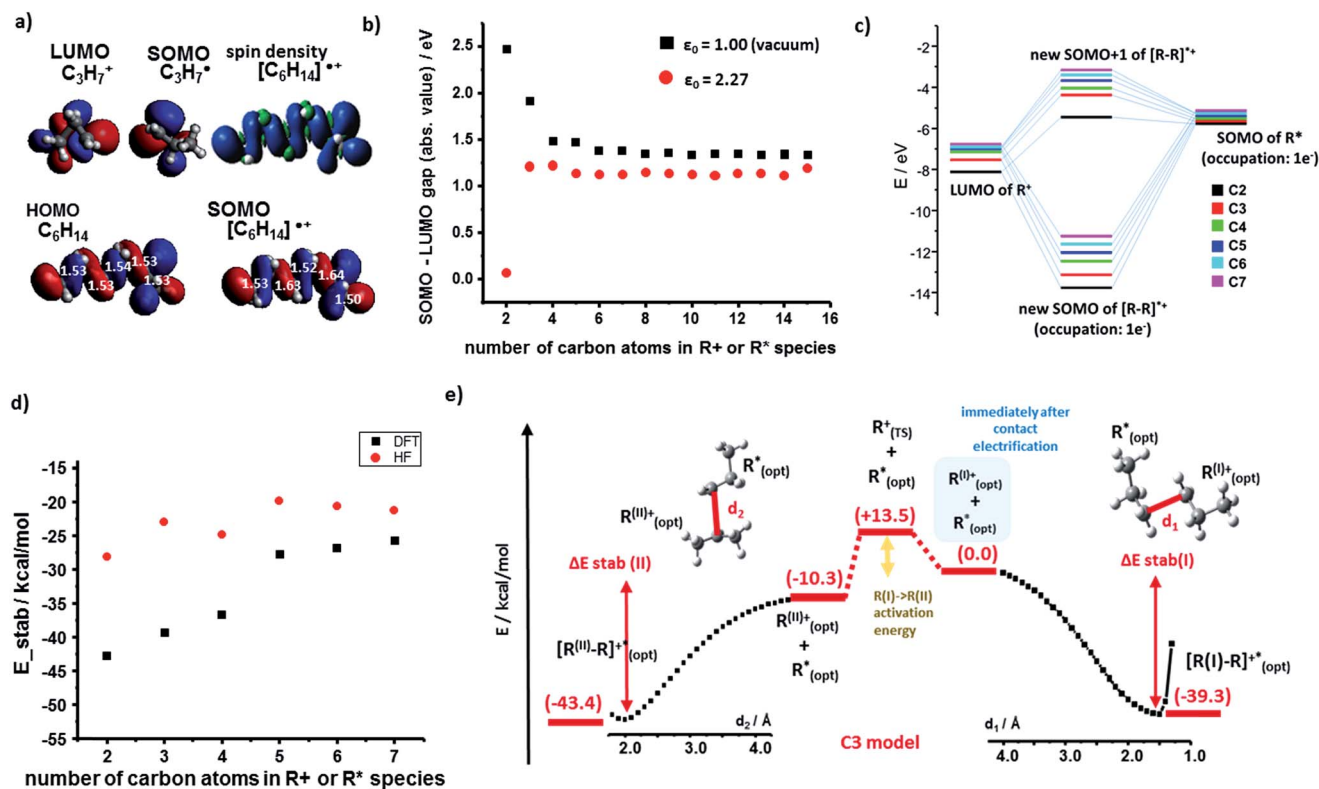 a)
LUMO
C₃H₇⁺
SOMO
C₃H₇•
spin density
[C₆H₁₄]•⁺
HOMO
C₆H₁₄
1.53
1.53
1.54
1.53
1.53
SOMO
[C₆H₁₄]•⁺
1.53
1.63
1.52
1.64
1.50
b)
SOMO - LUMO gap (abs. value) / eV
2.5
2.0
1.5
1.0
0.5
0.0
ε₀ = 1.00 (vacuum)
ε₀ = 2.27
0 2 4 6 8 10 12 14 16
number of carbon atoms in R+ or R* species
c)
E / eV
-2
-4
-6
-8
-10
-12
-14
new SOMO+1 of [R-R]*⁺
LUMO of R⁺
SOMO of R*
(occupation: 1e⁻)
new SOMO of [R-R]*⁺
(occupation: 1e⁻)
C2
C3
C4
C5
C6
C7
d)
E_stab/ kcal/mol
-15
-20
-25
-30
-35
-40
-45
-50
-55
DFT
HF
2 3 4 5 6 7
number of carbon atoms in R+ or R* species
e)
E / kcal/mol
R*(opt)
d₂
R(II)+(opt)
ΔE stab (II)
[R(II)-R]+*(opt)
(-43.4)
2.0 3.0 4.0
d₂ / Å
(-10.3)
R(II)+(opt)
+
R*(opt)
R⁺(TS)
+
R*(opt)
(+13.5)
R(I)->R(II)
activation
energy
immediately after
contact
electrification
R(I)+(opt)
+
R*(opt)
(0.0)
C3 model
R*(opt)
R(I)+(opt)
d₁
ΔE stab(I)
[R(I)-R]+*(opt)
(-39.3)
d₁ / Å
4.0 3.0 2.0 1.0